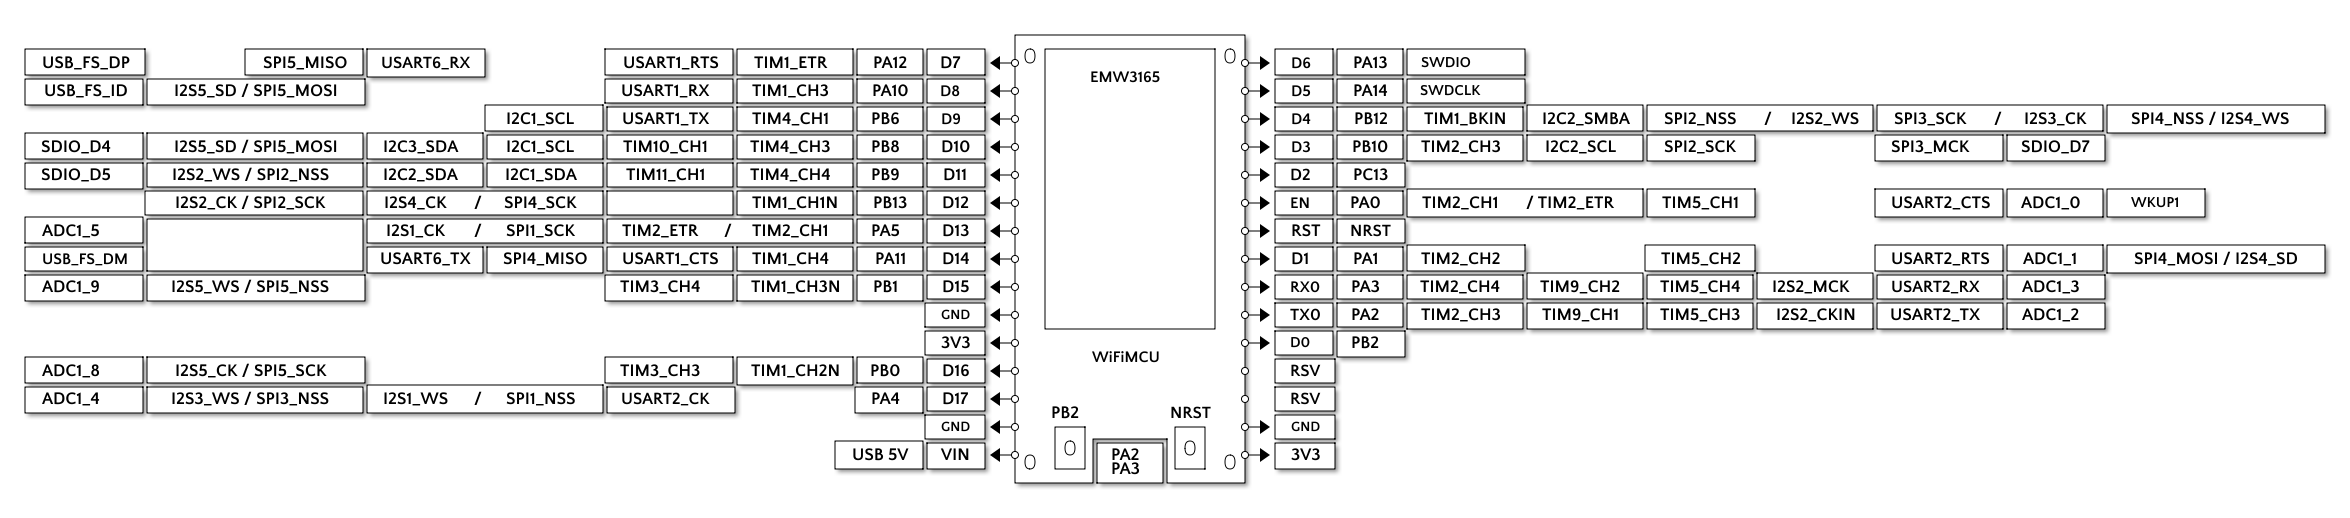 USB_FS_DP SPI5_MISO USART6_RX USART1_RTS TIM1_ETR PA12 D7 D6 PA13 SWDIO
EMW3165
USB_FS_ID I2S5_SD / SPI5_MOSI USART1_RX TIM1_CH3 PA10 D8 D5 PA14 SWDCLK
I2C1_SCL USART1_TX TIM4_CH1 PB6 D9 D4 PB12 TIM1_BKIN I2C2_SMBA SPI2_NSS / I2S2_WS SPI3_SCK / I2S3_CK SPI4_NSS / I2S4_WS
SDIO_D4 I2S5_SD / SPI5_MOSI I2C3_SDA I2C1_SCL TIM10_CH1 TIM4_CH3 PB8 D10 D3 PB10 TIM2_CH3 I2C2_SCL SPI2_SCK SPI3_MCK SDIO_D7
SDIO_D5 I2S2_WS / SPI2_NSS I2C2_SDA I2C1_SDA TIM11_CH1 TIM4_CH4 PB9 D11 D2 PC13
I2S2_CK / SPI2_SCK I2S4_CK / SPI4_SCK TIM1_CH1N PB13 D12 EN PA0 TIM2_CH1 / TIM2_ETR TIM5_CH1 USART2_CTS ADC1_0 WKUP1
ADC1_5 I2S1_CK / SPI1_SCK TIM2_ETR / TIM2_CH1 PA5 D13 RST NRST
USB_FS_DM USART6_TX SPI4_MISO USART1_CTS TIM1_CH4 PA11 D14 D1 PA1 TIM2_CH2 TIM5_CH2 USART2_RTS ADC1_1 SPI4_MOSI / I2S4_SD
ADC1_9 I2S5_WS / SPI5_NSS TIM3_CH4 TIM1_CH3N PB1 D15 RX0 PA3 TIM2_CH4 TIM9_CH2 TIM5_CH4 I2S2_MCK USART2_RX ADC1_3
GND TX0 PA2 TIM2_CH3 TIM9_CH1 TIM5_CH3 I2S2_CKIN USART2_TX ADC1_2
3V3 D0 PB2
WiFiMCU
ADC1_8 I2S5_CK / SPI5_SCK TIM3_CH3 TIM1_CH2N PB0 D16 RSV
ADC1_4 I2S3_WS / SPI3_NSS I2S1_WS / SPI1_NSS USART2_CK PA4 D17 RSV
PB2 NRST
GND GND
USB 5V VIN PA2 3V3
PA3